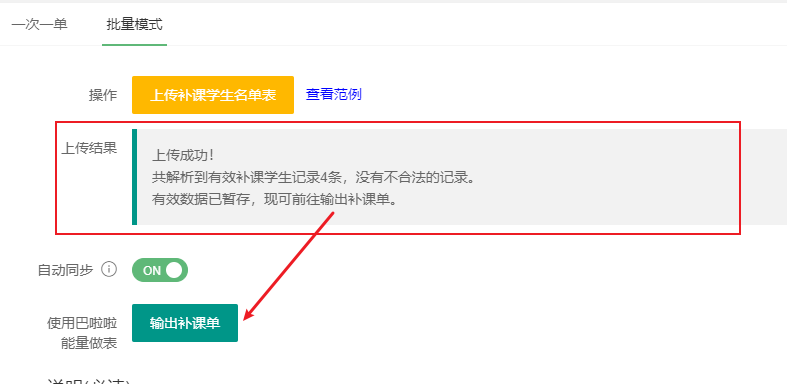 一次一单 批量模式
操作 上传补课学生名单表 查看范例
上传结果
上传成功！
共解析到有效补课学生记录4条，没有不合法的记录。
有效数据已暂存，现可前往输出补课单。
自动同步 ON
使用巴啦啦
能量做表
输出补课单
说明(必读)